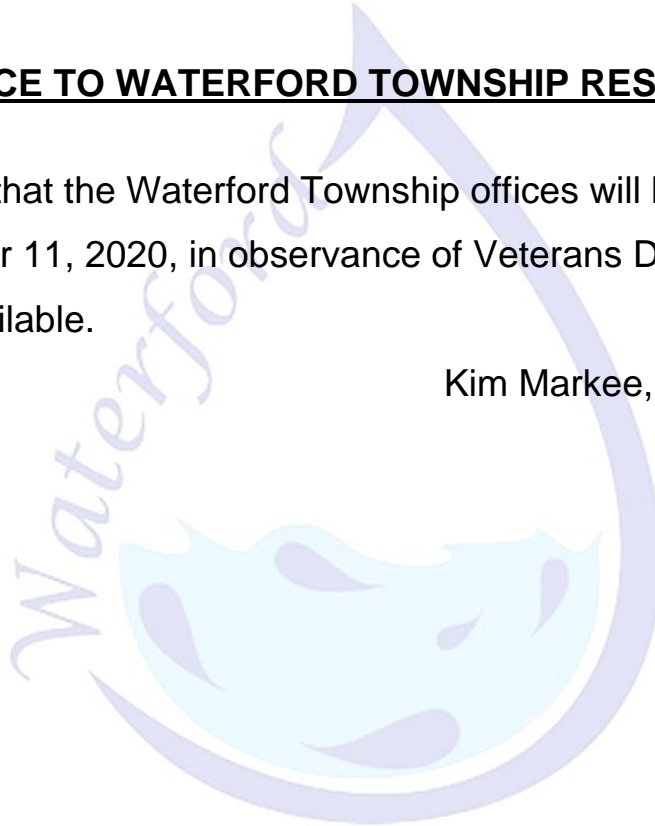 CE TO WATERFORD TOWNSHIP RES
that the Waterford Township offices will
r 11, 2020, in observance of Veterans D
ilable.
Kim Markee,
Waterford